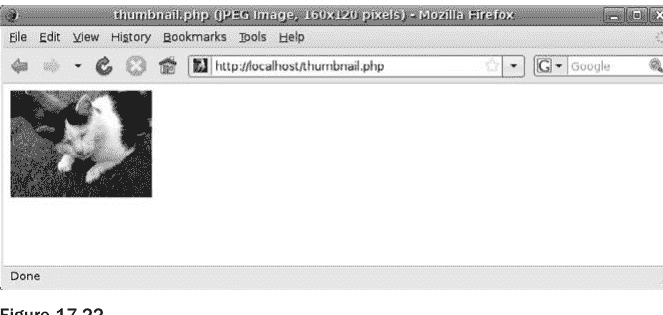 thumbnail.php (JPEG Image, 160x120 pixels) - Mozilla Firefox
File Edit View History Bookmarks Tools Help
http://localhost/thumbnail.php
G Google
Done
Figure 17-22